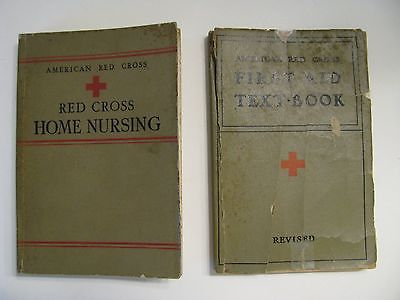 AMERICAN RED CROSS
RED CROSS
HOME NURSING
AMERICAN RED CROSS
FIRST AID
TEXT-BOOK
REVISED